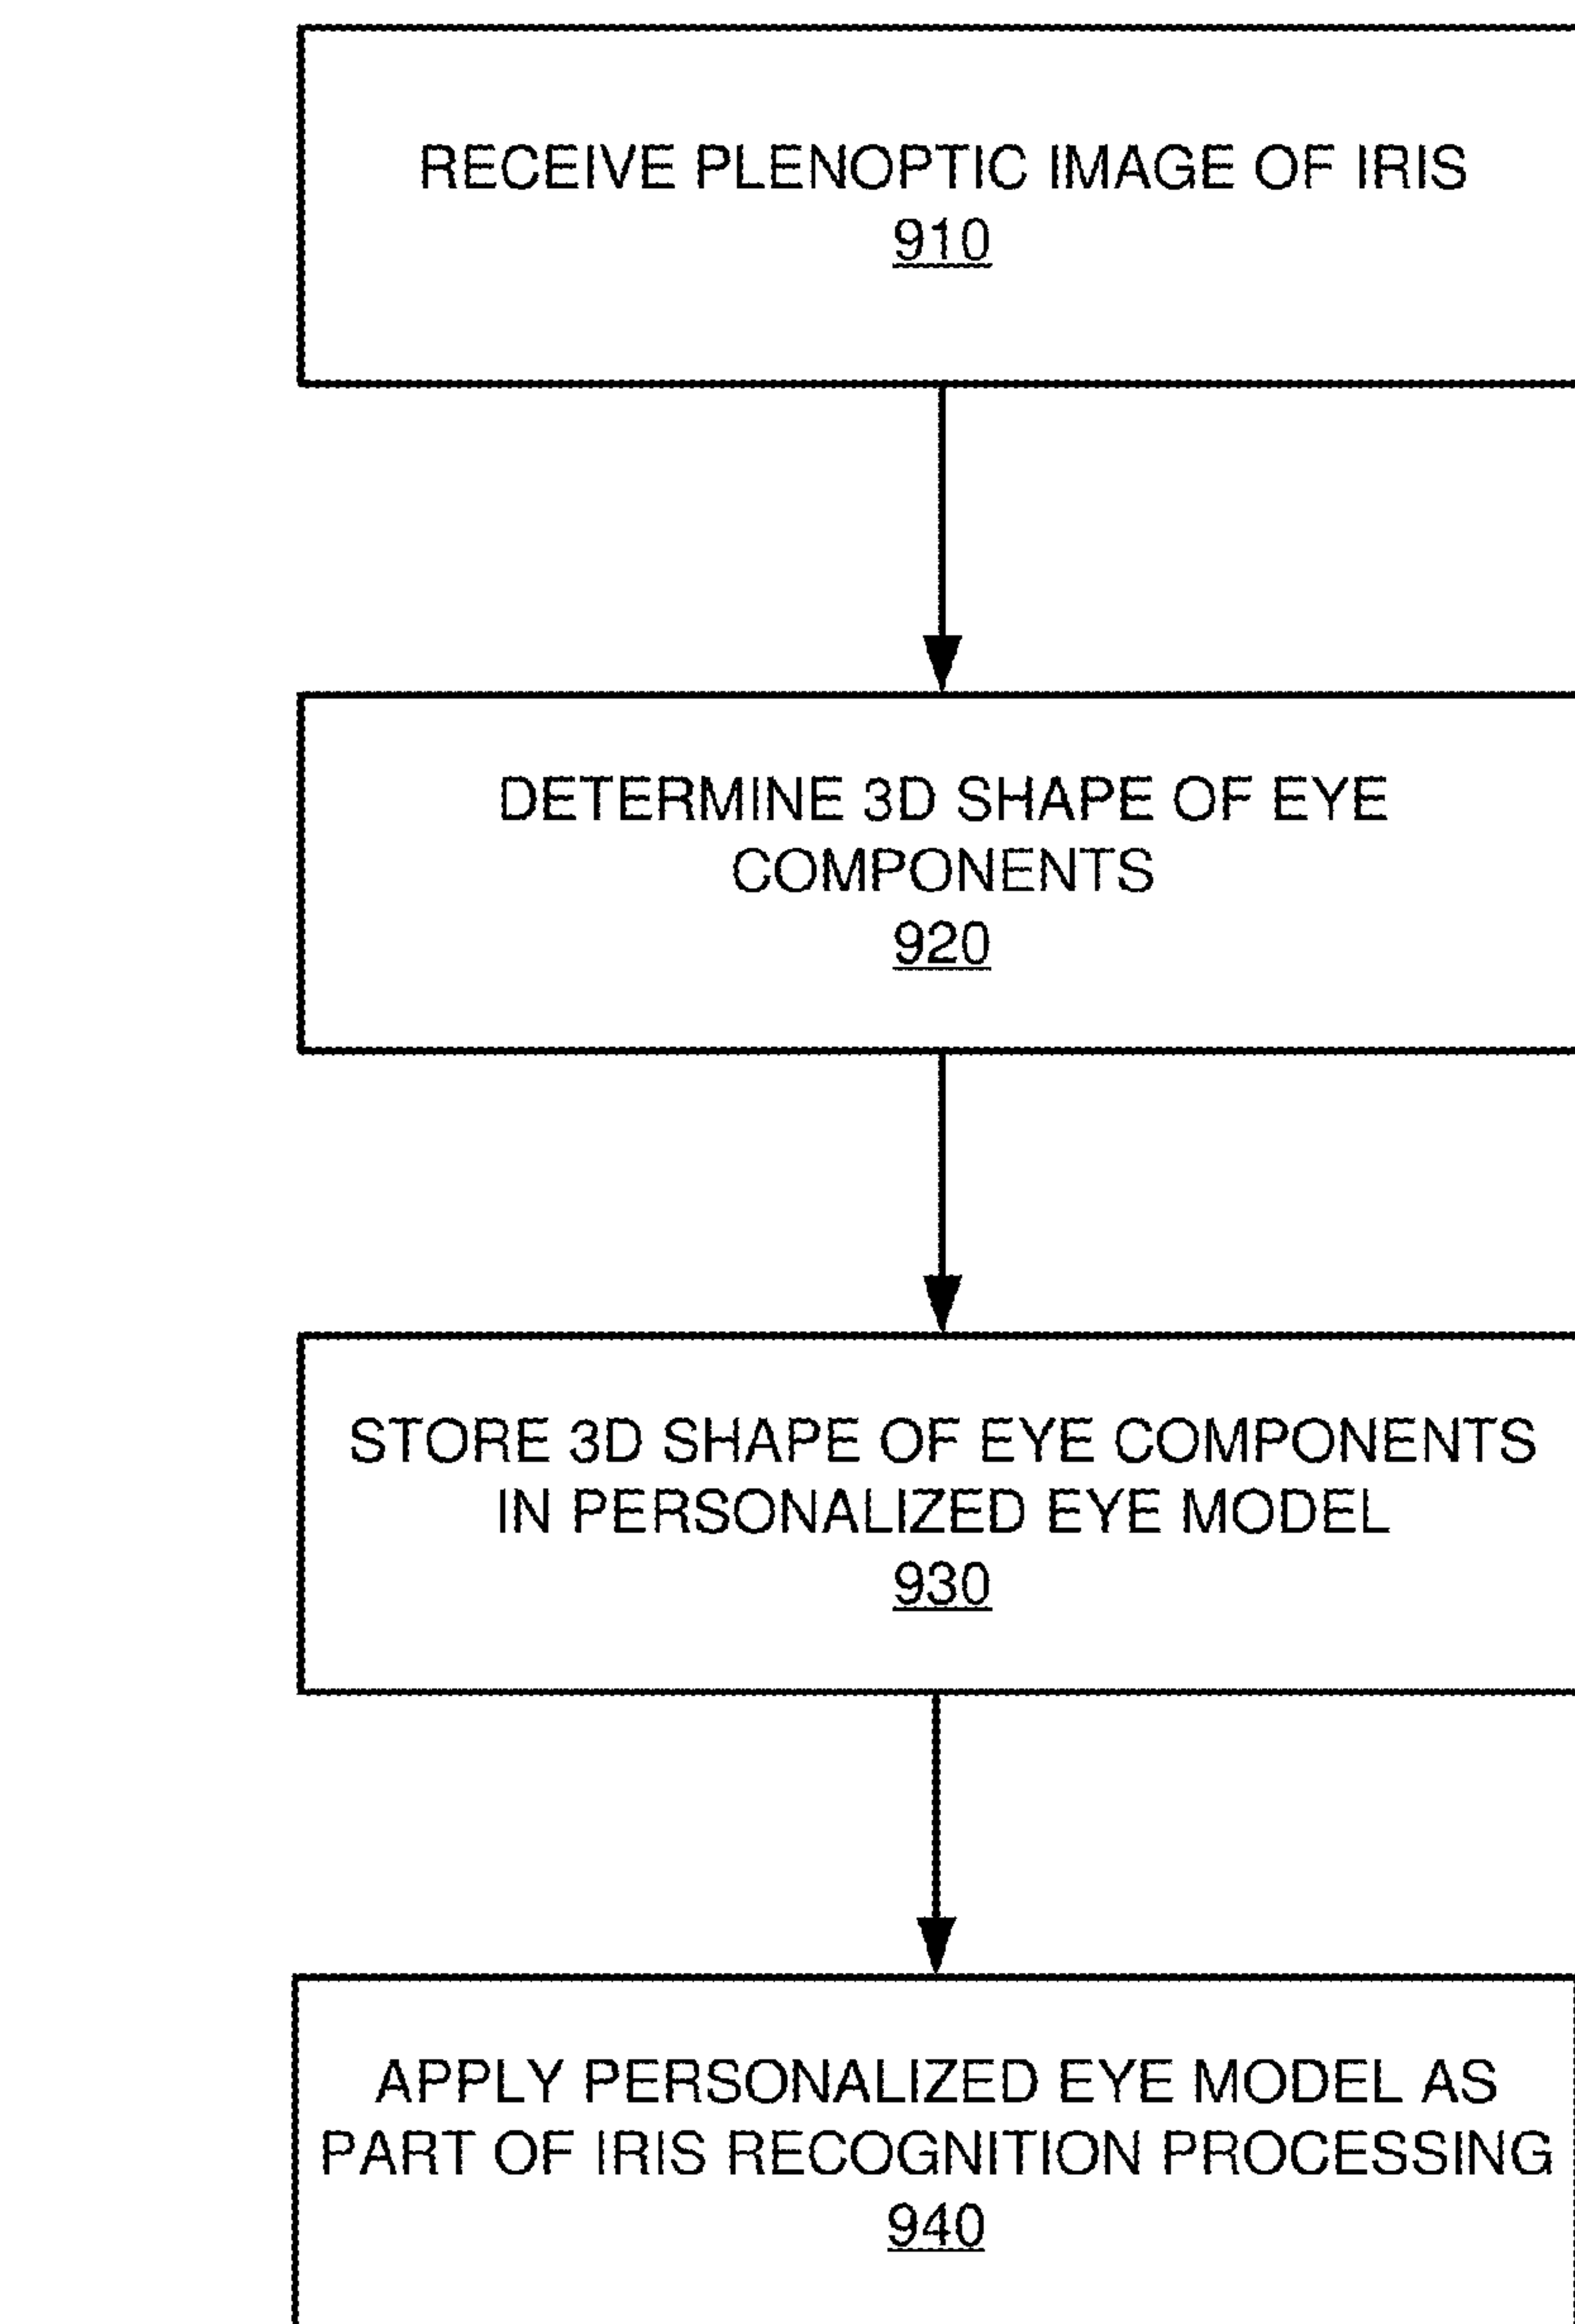 RECEIVE PLENOPTIC IMAGE OF IRIS
910
DETERMINE 3D SHAPE OF EYE
COMPONENTS
920
STORE 3D SHAPE OF EYE COMPONENTS
IN PERSONALIZED EYE MODEL
930
APPLY PERSONALIZED EYE MODEL AS
PART OF IRIS RECOGNITION PROCESSING
940